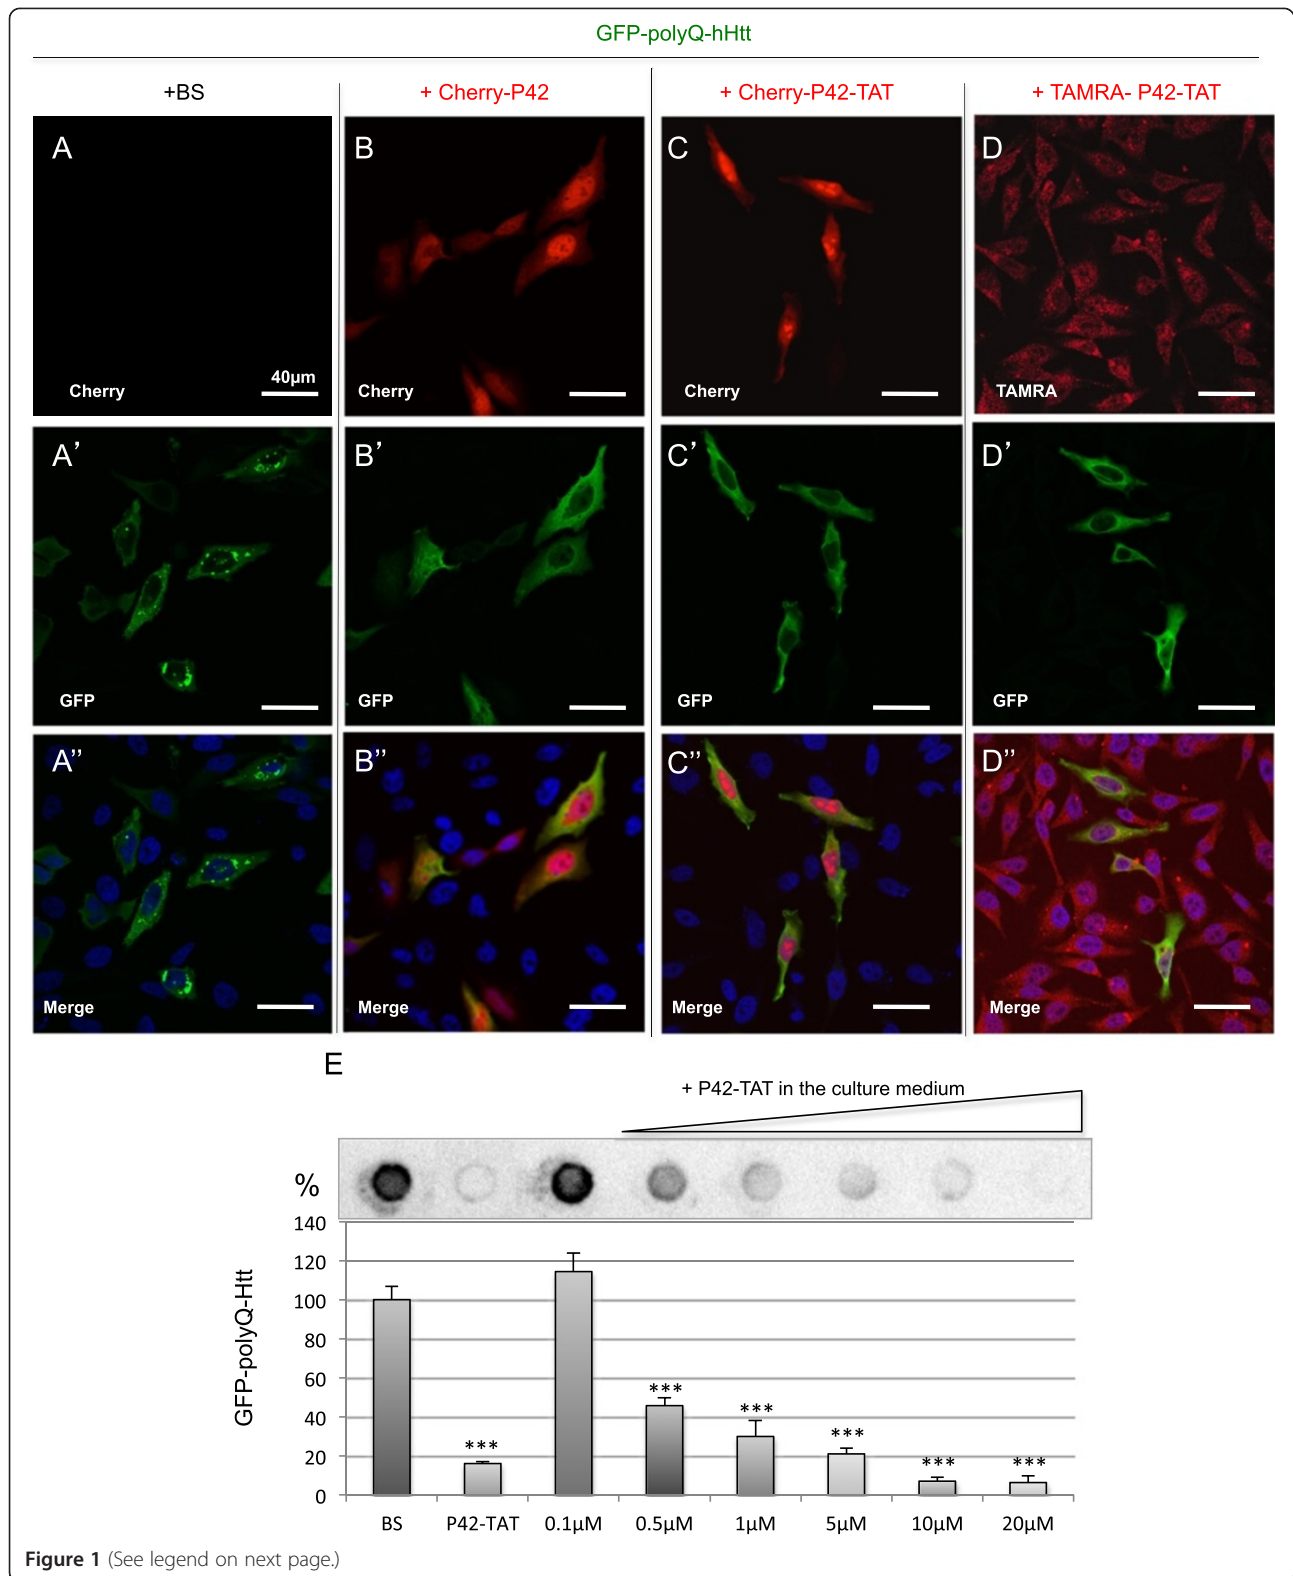 GFP-polyQ-hHtt
+BS
+ Cherry-P42
+ Cherry-P42-TAT
+ TAMRA- P42-TAT
A
B
C
D
40µm
Cherry
Cherry
Cherry
TAMRA
A’
B’
C’
D’
GFP
GFP
GFP
GFP
A’’
B’’
C’’
D’’
Merge
Merge
Merge
Merge
E
+ P42-TAT in the culture medium
%
GFP-polyQ-Htt
140
120
100
80
60
40
20
0
***
***
***
***
***
***
BS
P42-TAT
0.1µM
0.5µM
1µM
5µM
10µM
20µM
Figure 1 (See legend on next page.)